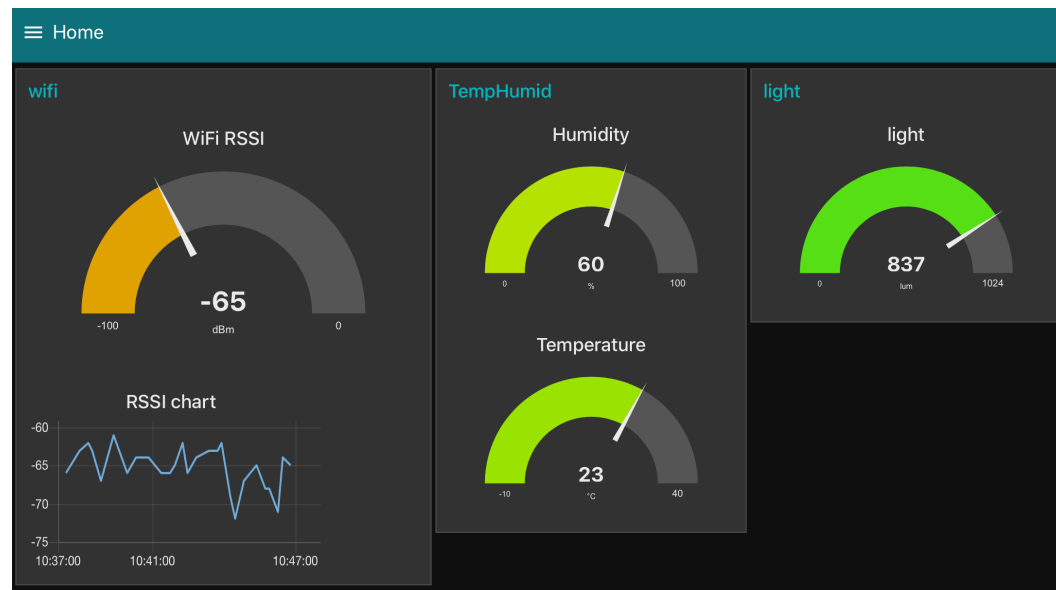 Home
wifi
WiFi RSSI
-65
dBm
-100
0
RSSI chart
-60
-65
-70
-75
10:37:00
10:41:00
10:47:00
TempHumid
Humidity
60
%
0
100
Temperature
23
°C
-10
40
light
light
837
lum
0
1024